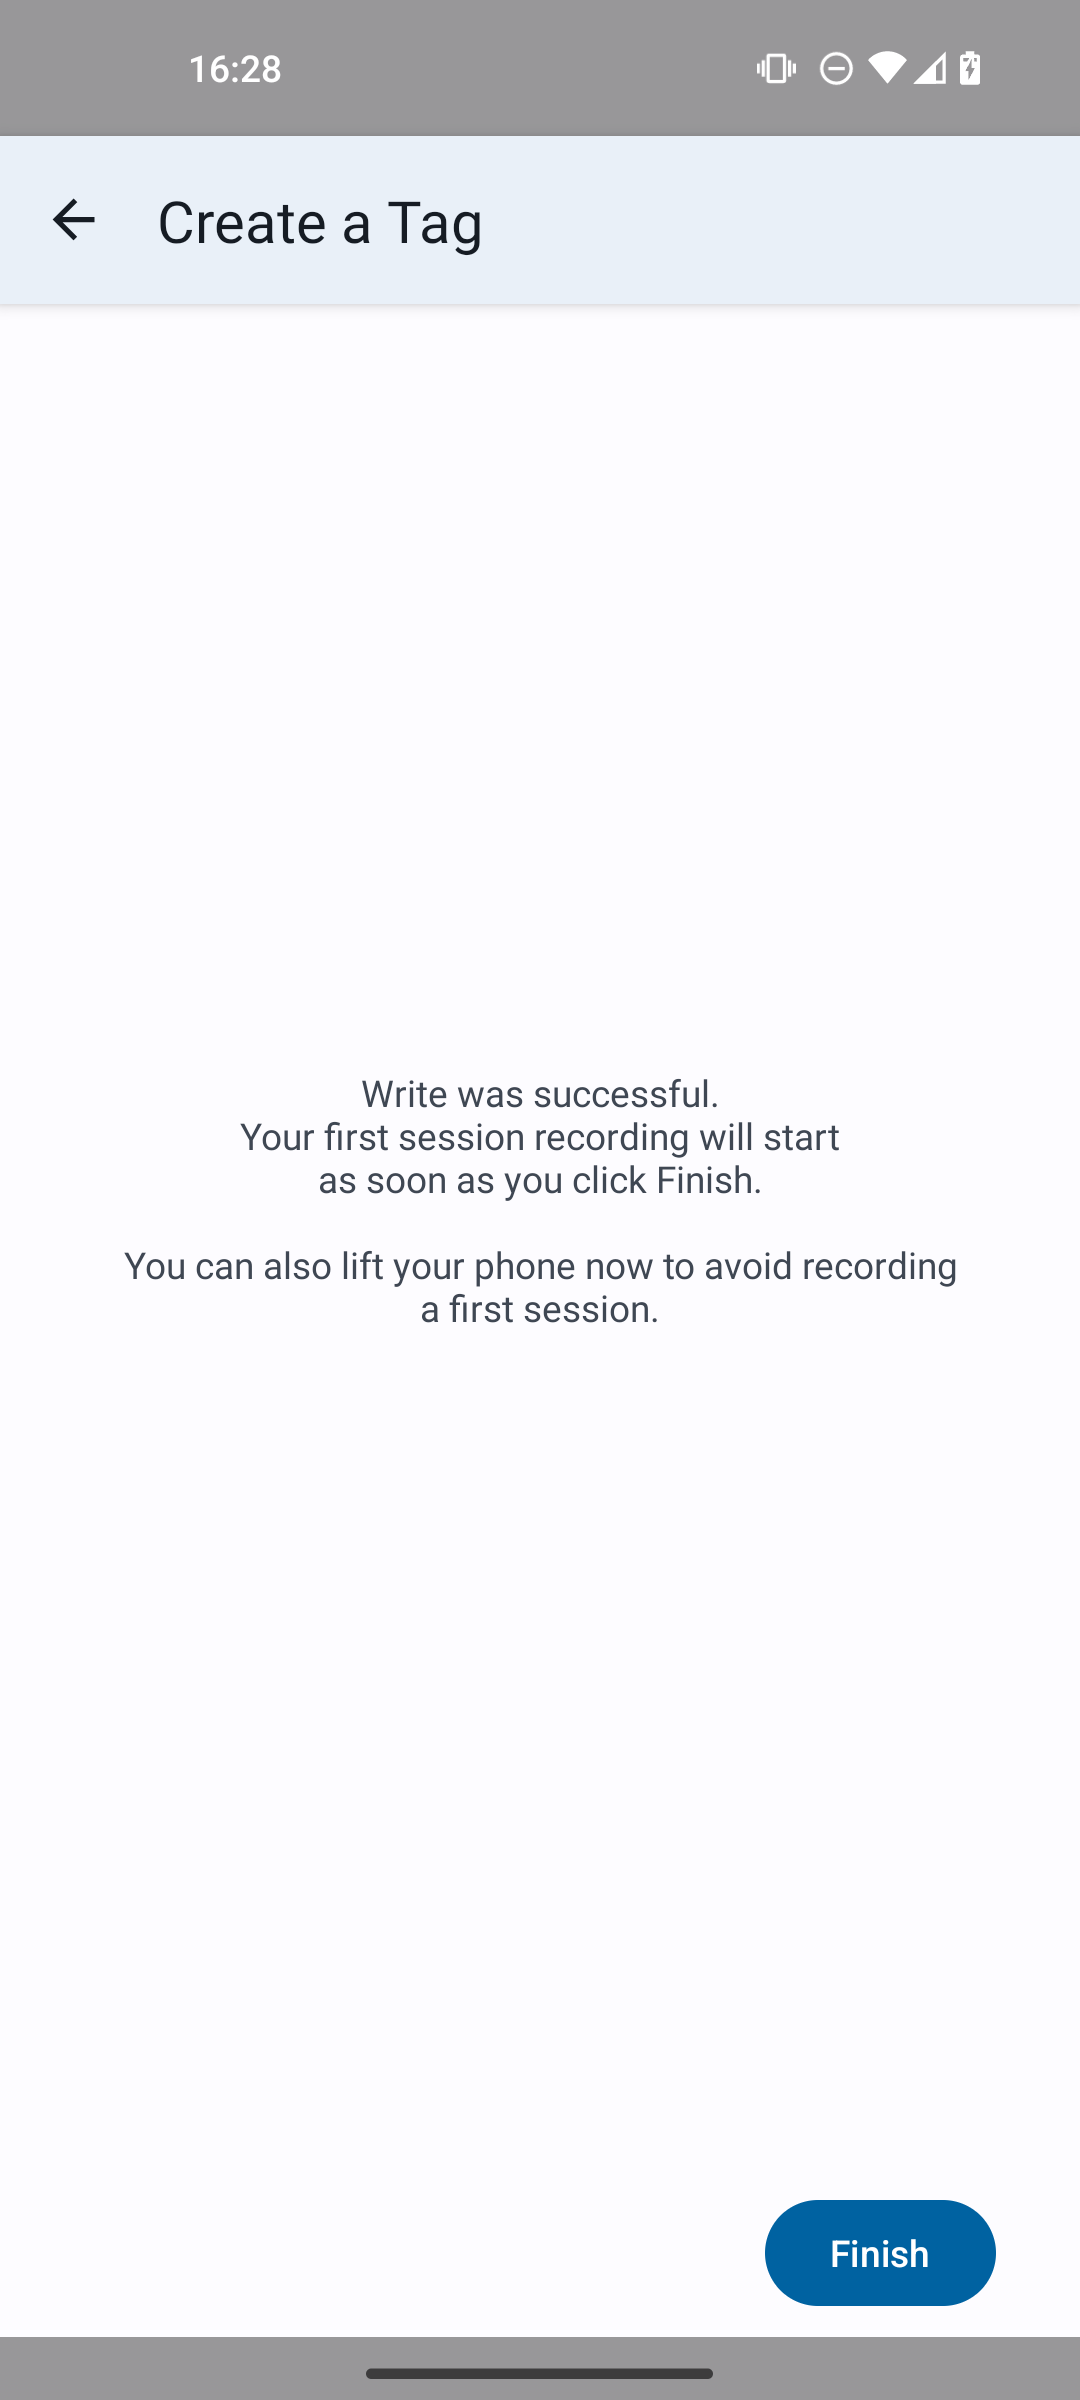 16:28
Create a Tag
Write was successful.
Your first session recording will start
as soon as you click Finish.
You can also lift your phone now to avoid recording
a first session.
Finish